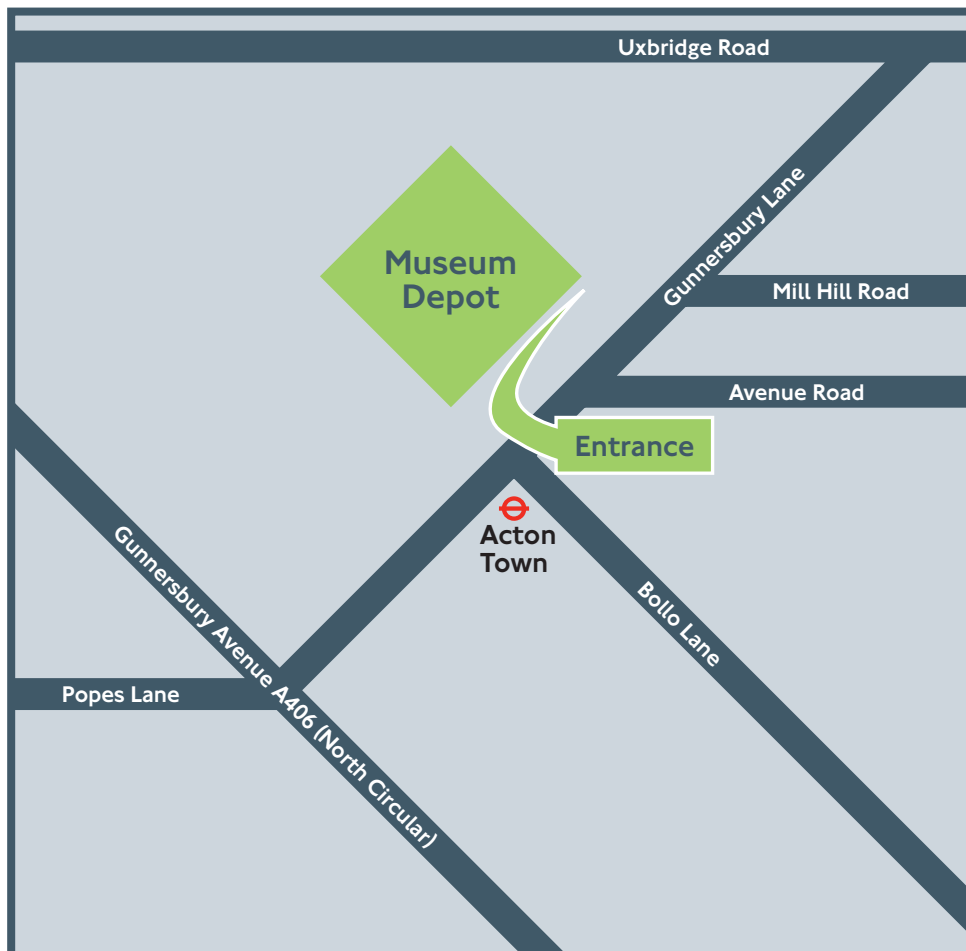 Uxbridge Road
Gunnersbury Lane
Museum
Depot
Mill Hill Road
Avenue Road
Entrance
Acton
Town
Gunnersbury Avenue A406 (North Circular)
Bollo Lane
Popes Lane